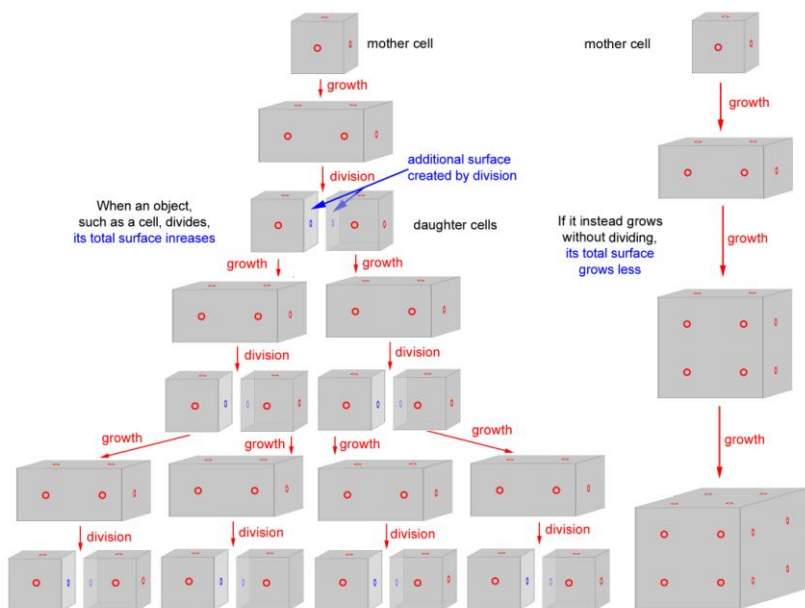 mother cell
growth
division
additional surface
created by division
When an object,
such as a cell, divides,
its total surface inreases
daughter cells
growth
growth
division
division
growth
growth
growth
growth
division
division
division
division
mother cell
growth
If it instead grows
without dividing,
its total surface
grows less
growth
growth